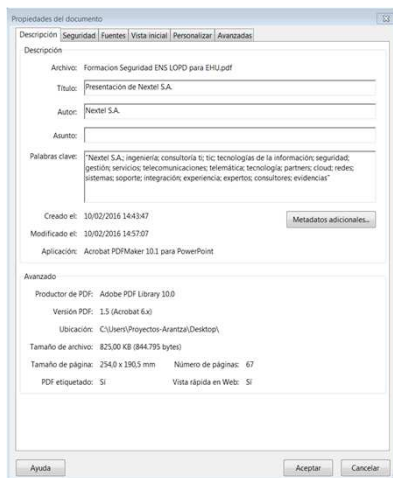 Propiedades del documento
Descripción Seguridad Fuentes Vista inicial Personalizar Avanzadas
Descripción
Archivo: Formacion Seguridad ENS LOPD para EHU.pdf
Título: Presentación de Nextel S.A.
Autor: Nextel S.A.
Asunto:
Palabras clave: "Nextel S.A.; ingeniería; consultoría ti; tic; tecnologías de la información; seguridad;
gestión; servicios; telecomunicaciones; telemática; tecnología; partners; cloud; redes;
sistemas; soporte; integración; experiencia; expertos; consultores; evidencias"
Creado el: 10/02/2016 14:43:47
Metadatos adicionales...
Modificado el: 10/02/2016 14:57:07
Aplicación: Acrobat PDFMaker 10.1 para PowerPoint
Avanzado
Productor de PDF: Adobe PDF Library 10.0
Versión PDF: 1.5 (Acrobat 6.x)
Ubicación: C:\Users\Proyectos-Arantza\Desktop\
Tamaño de archivo: 825,00 KB (844.795 bytes)
Tamaño de página: 254,0 x 190,5 mm Número de páginas: 67
PDF etiquetado: Sí Vista rápida en Web: Sí
Ayuda Aceptar Cancelar